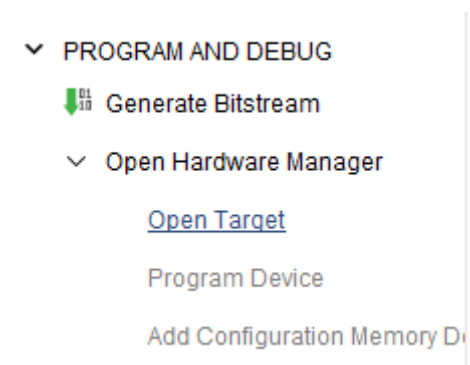 PROGRAM AND DEBUG
Generate Bitstream
Open Hardware Manager
Open Target
Program Device
Add Configuration Memory D